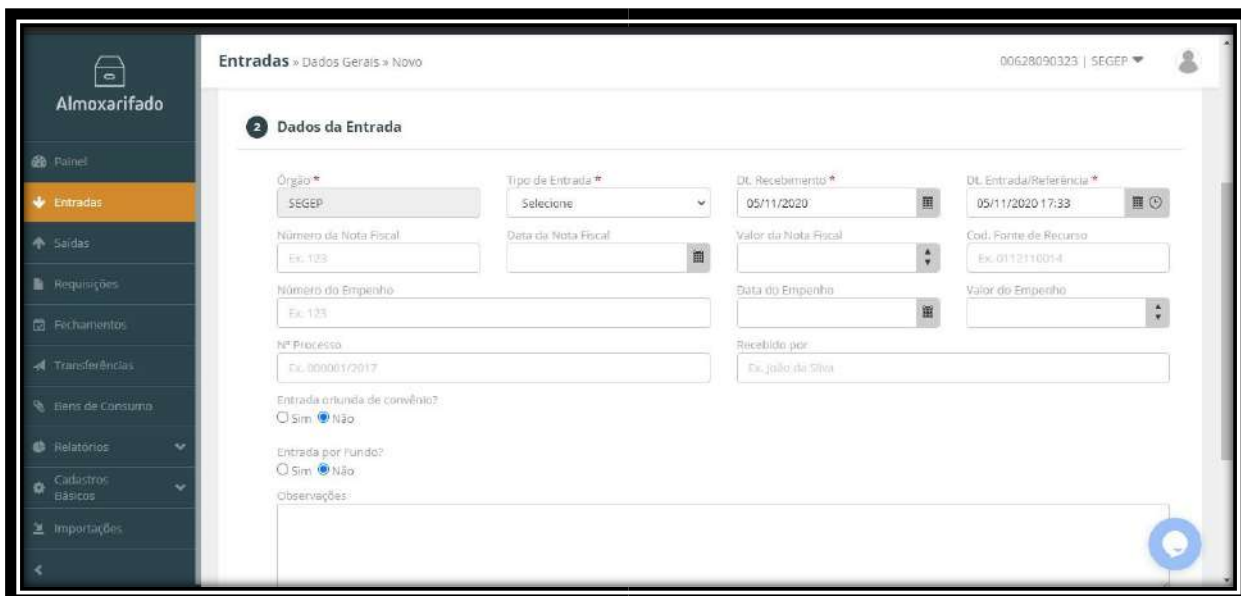 Almoxarifado
Painel
Entradas
Saídas
Requisições
Fechamentos
Transferências
Bens de Consumo
Relatórios
Cadastros
Básicos
Importações
Entradas » Dados Gerais » Novo
00628090323 | SEGEP
2 Dados da Entrada
Órgão * Tipo de Entrada * Dt. Recebimento * Dt. Entrada/Referência *
SEGEP Selecione 05/11/2020 05/11/2020 17:33
Número da Nota Fiscal Data da Nota Fiscal Valor da Nota Fiscal Cod. Fonte de Recurso
Ex. 123 Ex. 0112110014
Número do Empenho Data do Empenho Valor do Empenho
Ex. 123
Nº Processo Recebido por
Ex. 000001/2017 Ex. João da Silva
Entrada oriunda de convênio?
Sim Não
Entrada por Fundo?
Sim Não
Observações